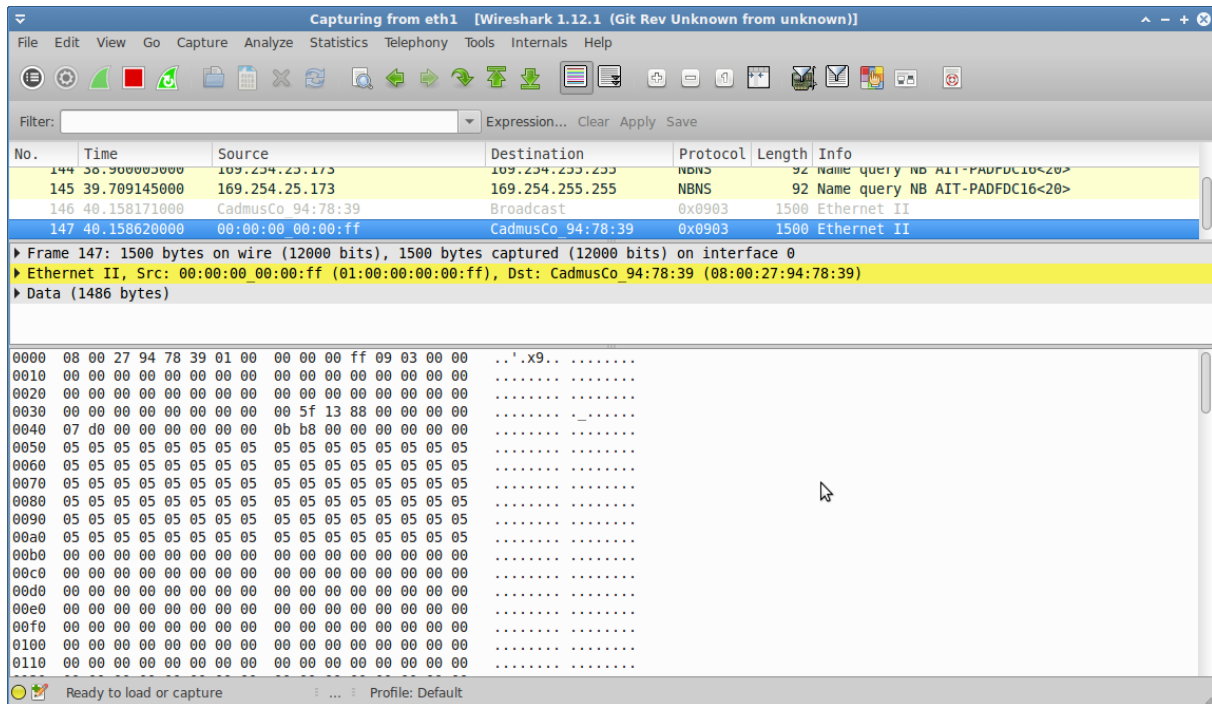 Capturing from eth1   [Wireshark 1.12.1  (Git Rev Unknown from unknown)]
File  Edit  View  Go  Capture  Analyze  Statistics  Telephony  Tools  Internals  Help
Filter:  Expression...  Clear  Apply  Save
No.  Time  Source  Destination  Protocol  Length  Info
144 38.960005000  169.254.25.173  169.254.255.255  NBNS  92 Name query NB AIT-PADFDC16<20>
145 39.709145000  169.254.25.173  169.254.255.255  NBNS  92 Name query NB AIT-PADFDC16<20>
146 40.158171000  CadmusCo_94:78:39  Broadcast  0x0903  1500 Ethernet II
147 40.158620000  00:00:00_00:00:ff  CadmusCo_94:78:39  0x0903  1500 Ethernet II
Frame 147: 1500 bytes on wire (12000 bits), 1500 bytes captured (12000 bits) on interface 0
Ethernet II, Src: 00:00:00_00:00:ff (01:00:00:00:00:ff), Dst: CadmusCo_94:78:39 (08:00:27:94:78:39)
Data (1486 bytes)
0000  08 00 27 94 78 39 01 00  00 00 00 ff 09 03 00 00  ..'.x9.. ........
0010  00 00 00 00 00 00 00 00  00 00 00 00 00 00 00 00  ........ ........
0020  00 00 00 00 00 00 00 00  00 00 00 00 00 00 00 00  ........ ........
0030  00 00 00 00 00 00 00 00  00 5f 13 88 00 00 00 00  ........ ._......
0040  07 d0 00 00 00 00 00 00  0b b8 00 00 00 00 00 00  ........ ........
0050  05 05 05 05 05 05 05 05  05 05 05 05 05 05 05 05  ........ ........
0060  05 05 05 05 05 05 05 05  05 05 05 05 05 05 05 05  ........ ........
0070  05 05 05 05 05 05 05 05  05 05 05 05 05 05 05 05  ........ ........
0080  05 05 05 05 05 05 05 05  05 05 05 05 05 05 05 05  ........ ........
0090  05 05 05 05 05 05 05 05  05 05 05 05 05 05 05 05  ........ ........
00a0  05 05 05 05 05 05 05 05  05 05 05 05 05 05 05 05  ........ ........
00b0  00 00 00 00 00 00 00 00  00 00 00 00 00 00 00 00  ........ ........
00c0  00 00 00 00 00 00 00 00  00 00 00 00 00 00 00 00  ........ ........
00d0  00 00 00 00 00 00 00 00  00 00 00 00 00 00 00 00  ........ ........
00e0  00 00 00 00 00 00 00 00  00 00 00 00 00 00 00 00  ........ ........
00f0  00 00 00 00 00 00 00 00  00 00 00 00 00 00 00 00  ........ ........
0100  00 00 00 00 00 00 00 00  00 00 00 00 00 00 00 00  ........ ........
0110  00 00 00 00 00 00 00 00  00 00 00 00 00 00 00 00  ........ ........
Ready to load or capture  ...  Profile: Default